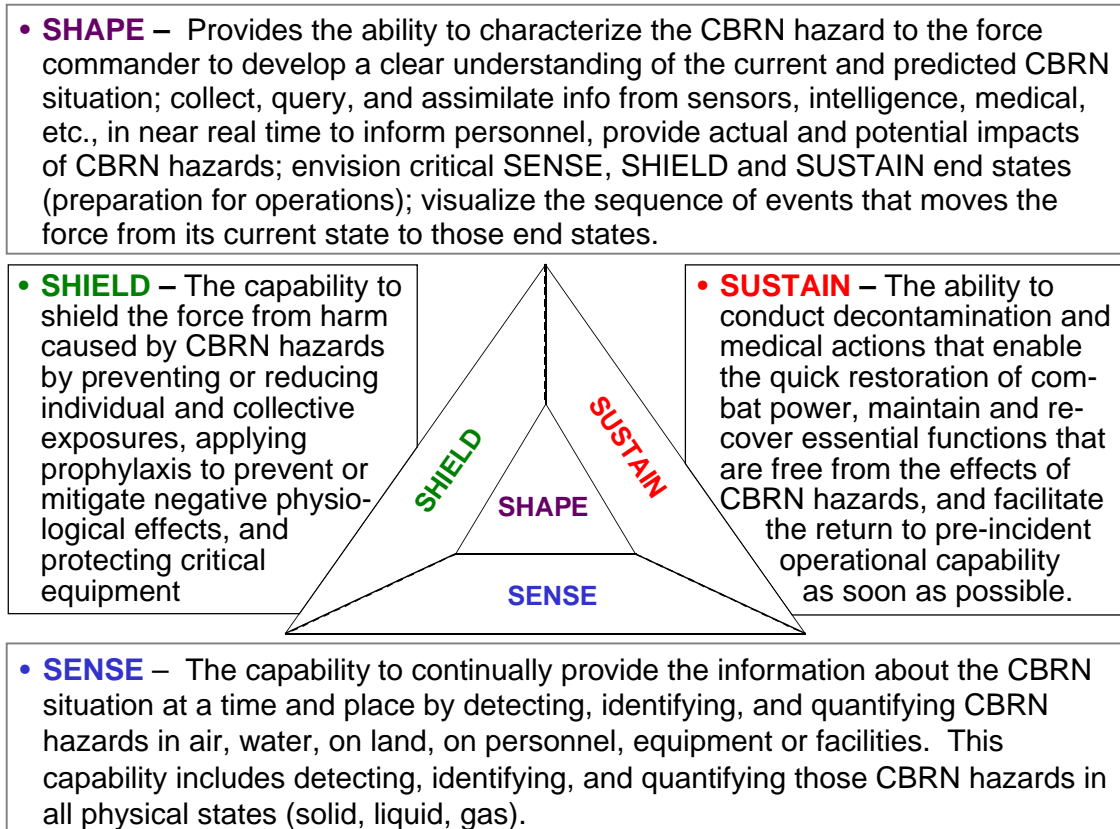 • SHAPE – Provides the ability to characterize the CBRN hazard to the force
commander to develop a clear understanding of the current and predicted CBRN
situation; collect, query, and assimilate info from sensors, intelligence, medical,
etc., in near real time to inform personnel, provide actual and potential impacts
of CBRN hazards; envision critical SENSE, SHIELD and SUSTAIN end states
(preparation for operations); visualize the sequence of events that moves the
force from its current state to those end states.
• SHIELD – The capability to
shield the force from harm
caused by CBRN hazards
by preventing or reducing
individual and collective
exposures, applying
prophylaxis to prevent or
mitigate negative physio-
logical effects, and
protecting critical
equipment
SHIELD
SUSTAIN
SHAPE
SENSE
• SUSTAIN – The ability to
conduct decontamination and
medical actions that enable
the quick restoration of com-
bat power, maintain and re-
cover essential functions that
are free from the effects of
CBRN hazards, and facilitate
the return to pre-incident
operational capability
as soon as possible.
• SENSE – The capability to continually provide the information about the CBRN
situation at a time and place by detecting, identifying, and quantifying CBRN
hazards in air, water, on land, on personnel, equipment or facilities. This
capability includes detecting, identifying, and quantifying those CBRN hazards in
all physical states (solid, liquid, gas).